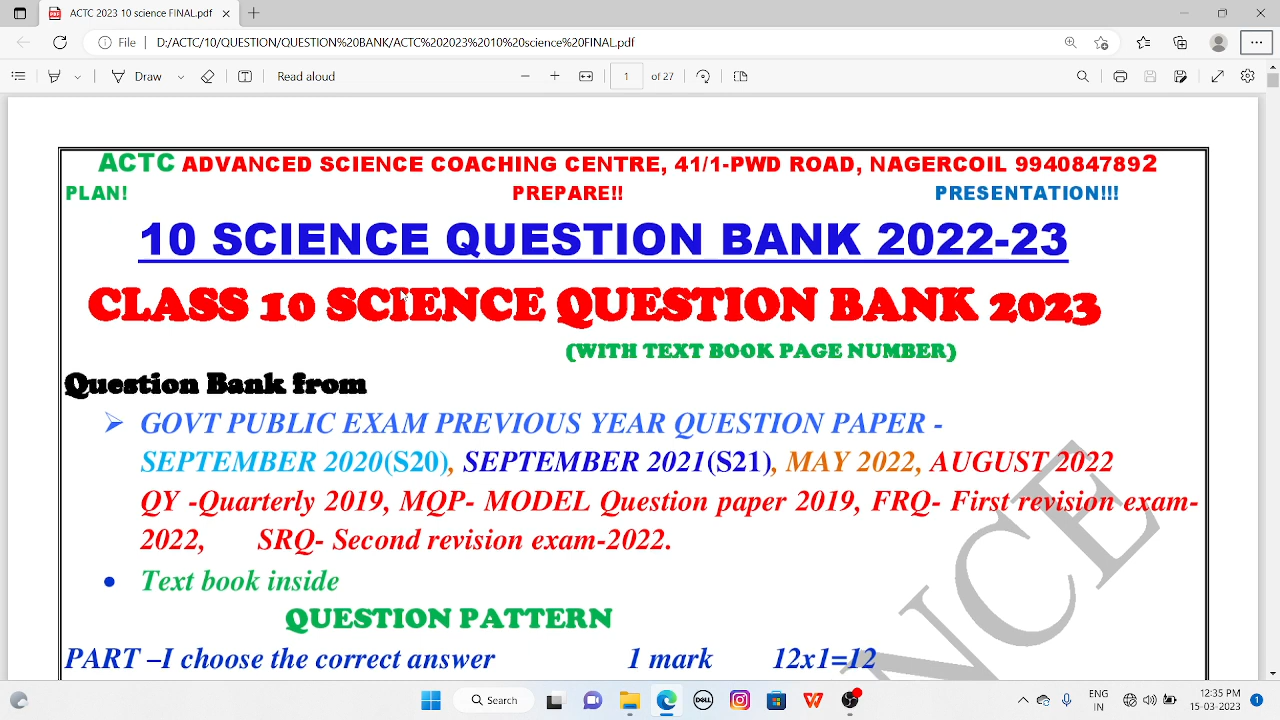 ACTC 2023 10 science FINAL.pdf
File D:/ACTC/10/QUESTION/QUESTION%20BANK/ACTC%202023%2010%20science%20FINAL.pdf
Draw Read aloud 1 of 27
ACTC ADVANCED SCIENCE COACHING CENTRE, 41/1-PWD ROAD, NAGERCOIL 9940847892
PLAN! PREPARE!! PRESENTATION!!!
10 SCIENCE QUESTION BANK 2022-23
CLASS 10 SCIENCE QUESTION BANK 2023
(WITH TEXT BOOK PAGE NUMBER)
Question Bank from
GOVT PUBLIC EXAM PREVIOUS YEAR QUESTION PAPER -
SEPTEMBER 2020(S20), SEPTEMBER 2021(S21), MAY 2022, AUGUST 2022
QY -Quarterly 2019, MQP- MODEL Question paper 2019, FRQ- First revision exam-
2022, SRQ- Second revision exam-2022.
Text book inside
QUESTION PATTERN
PART –I choose the correct answer 1 mark 12x1=12
NCE
Search
DELL
ENG
IN
1:35 PM
15-03-2023
1